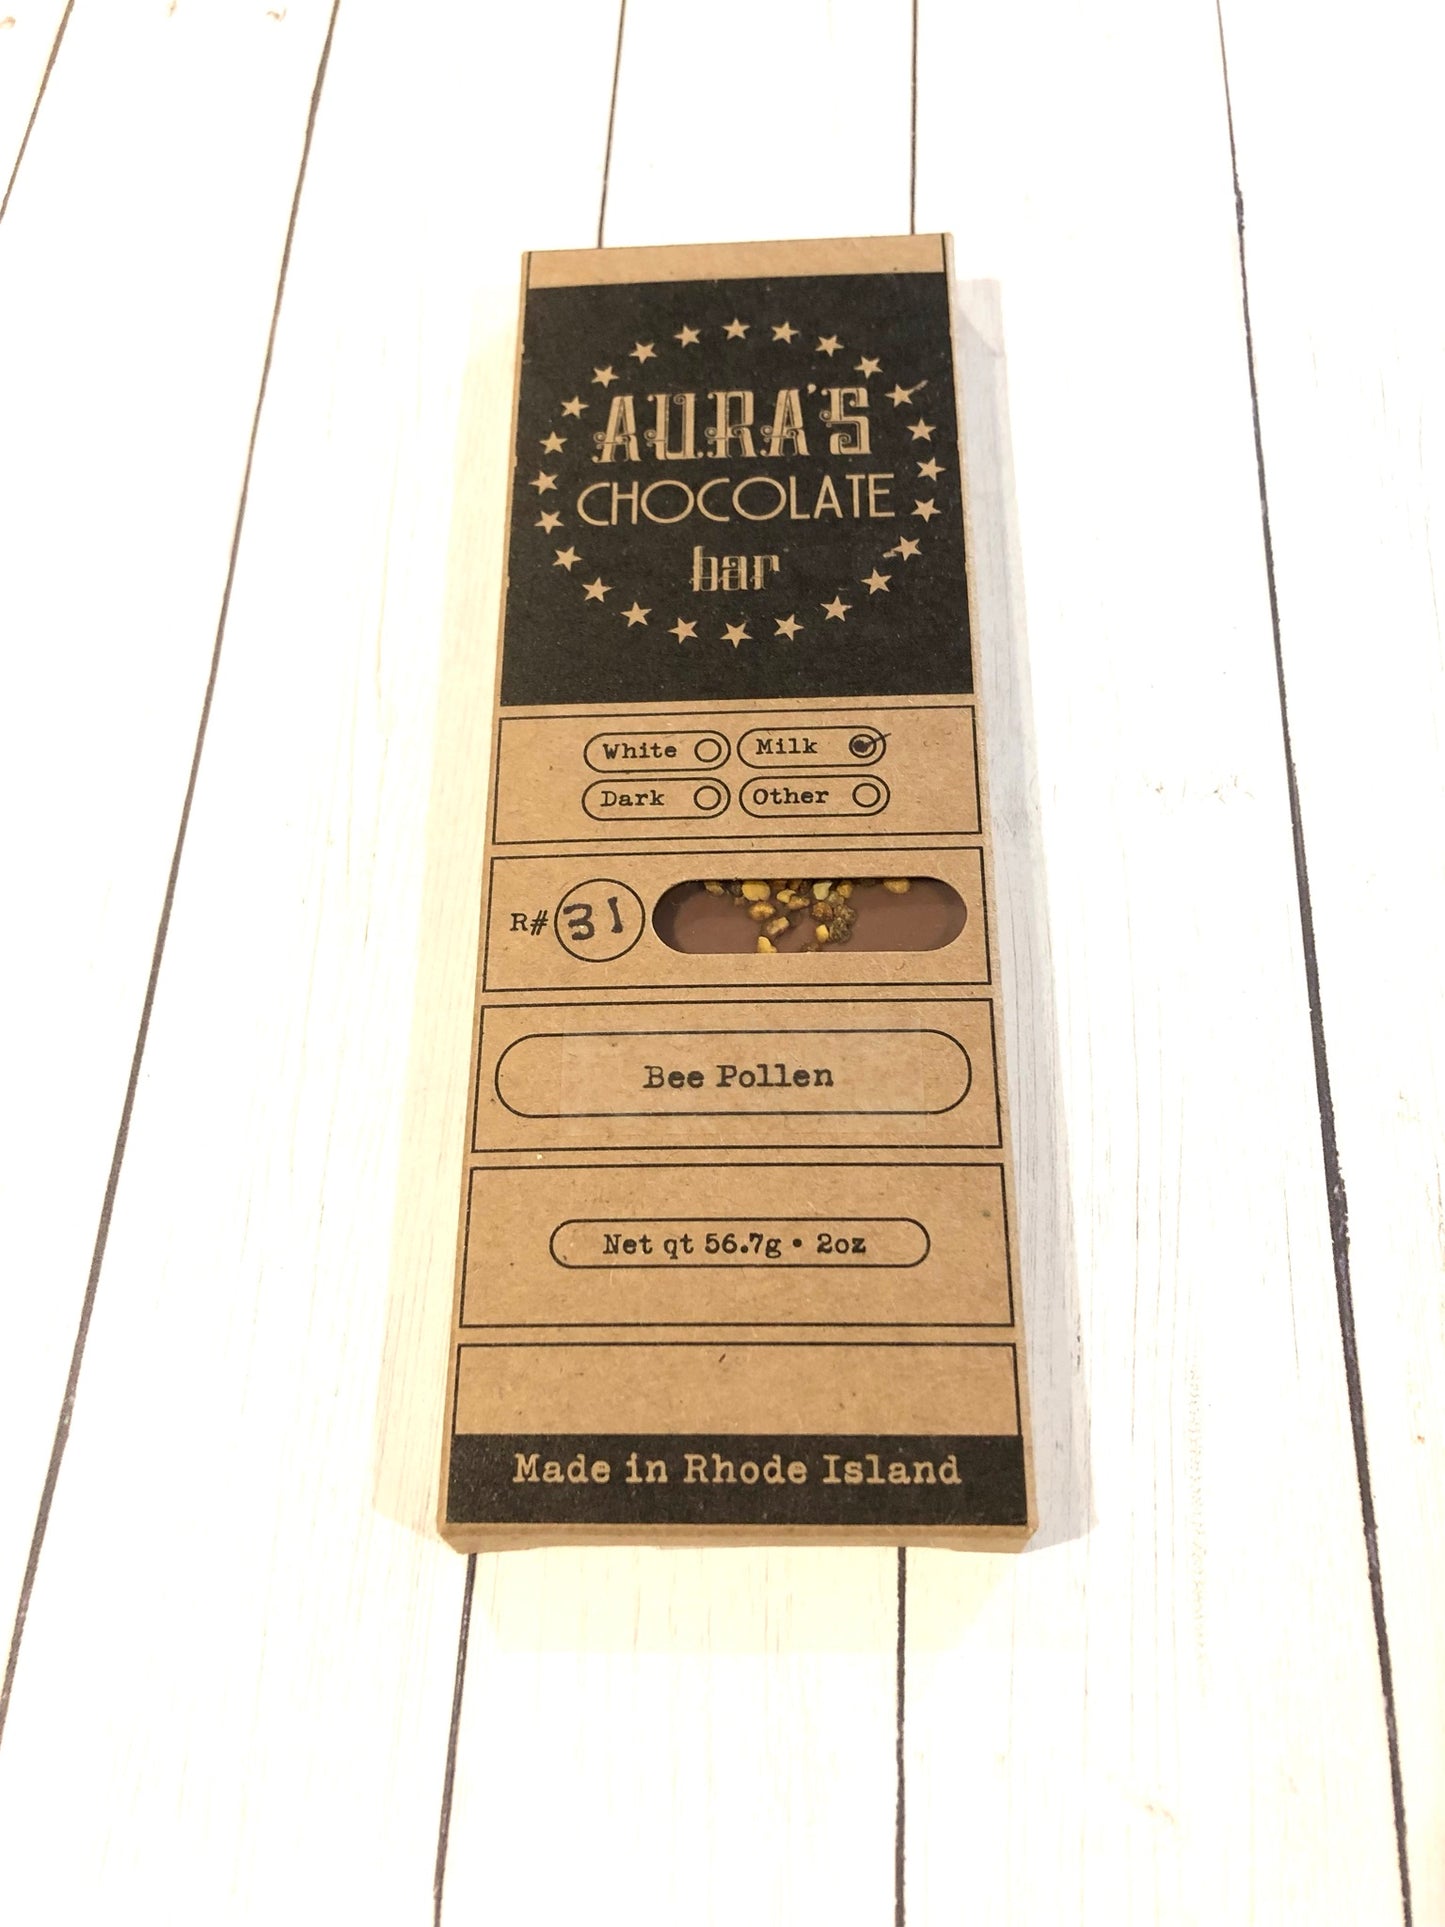 AURA'S
CHOCOLATE
bar
White Milk
Dark Other
R# 31
Bee Pollen
Net qt 56.7g • 2oz
Made in Rhode Island